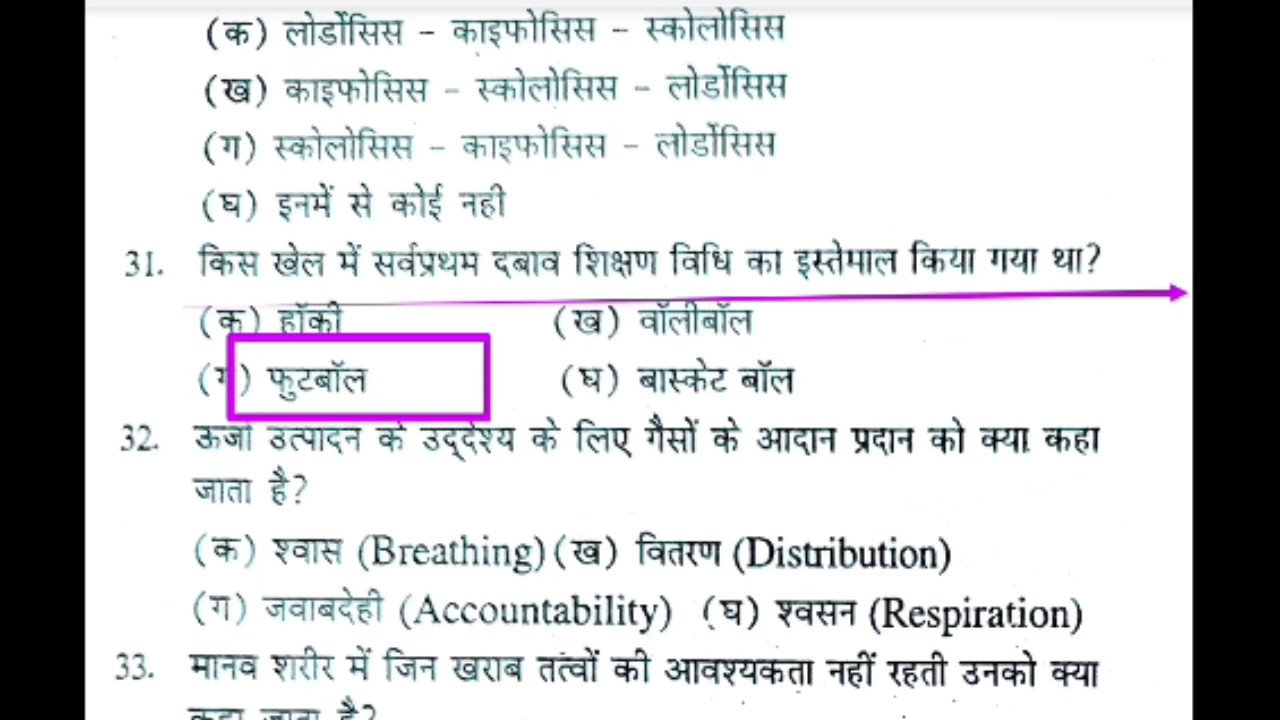 (क) लोर्डोसिस – काइफोसिस – स्कोलोसिस
(ख) काइफोसिस – स्कोलोसिस – लोर्डोसिस
(ग) स्कोलोसिस – काइफोसिस – लोर्डोसिस
(घ) इनमें से कोई नही
31. किस खेल में सर्वप्रथम दबाव शिक्षण विधि का इस्तेमाल किया गया था?
(क) हॉकी (ख) वॉलीबॉल
(ग) फुटबॉल (घ) बास्केट बॉल
32. ऊर्जा उत्पादन के उद्देश्य के लिए गैसों के आदान प्रदान को क्या कहा
जाता है?
(क) श्वास (Breathing) (ख) वितरण (Distribution)
(ग) जवाबदेही (Accountability) (घ) श्वसन (Respiration)
33. मानव शरीर में जिन खराब तत्वों की आवश्यकता नहीं रहती उनको क्या
कहा जाता है?